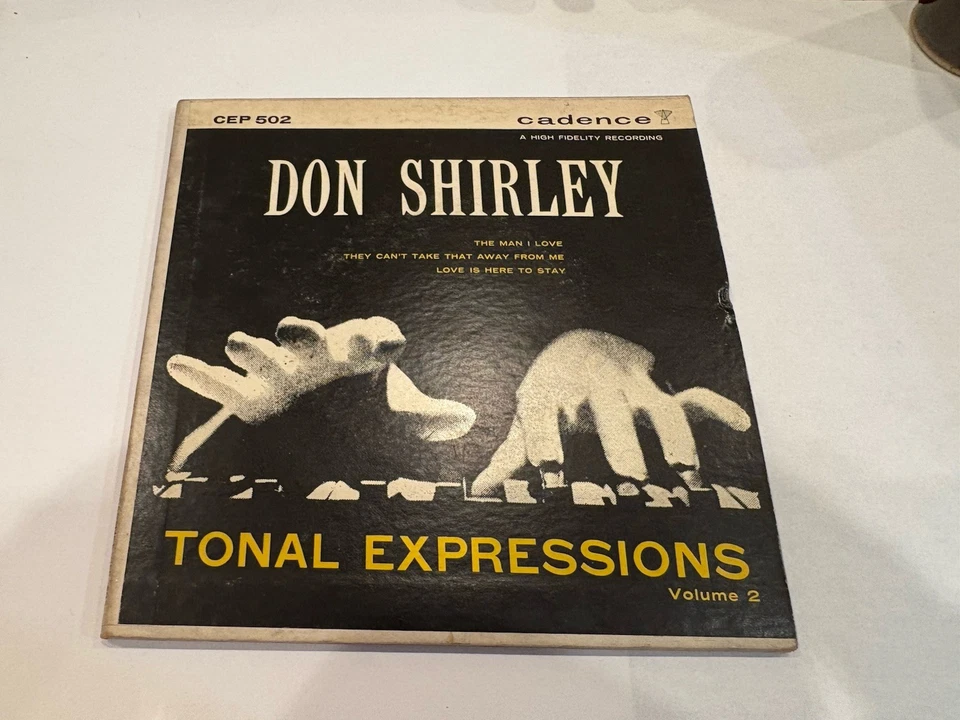 CEP 502
cadence
A HIGH FIDELITY RECORDING
DON SHIRLEY
THE MAN I LOVE
THEY CAN'T TAKE THAT AWAY FROM ME
LOVE IS HERE TO STAY
TONAL EXPRESSIONS
Volume 2